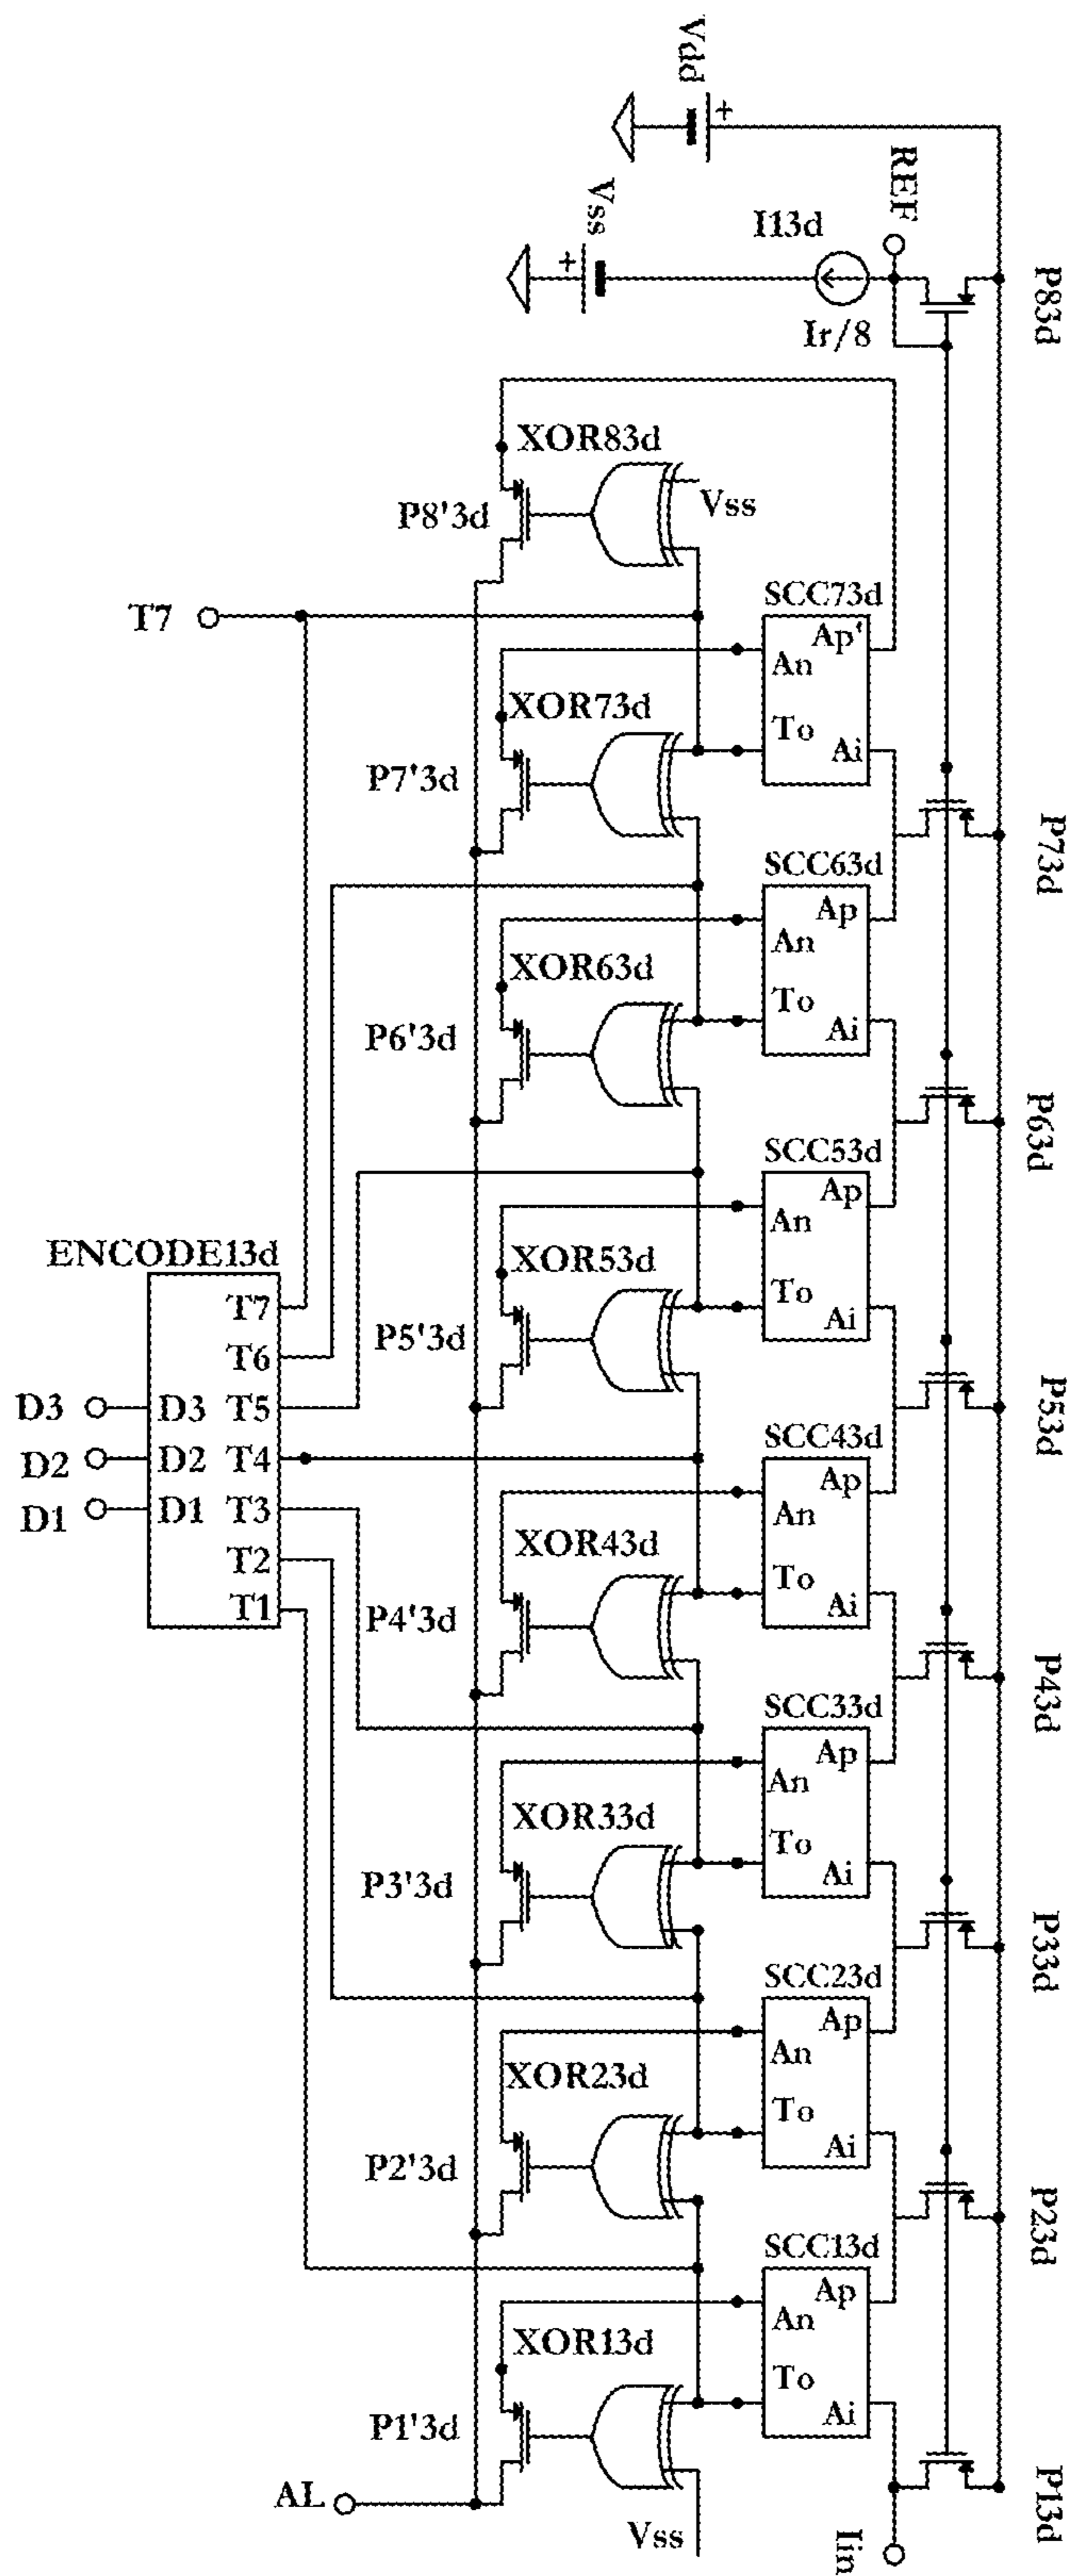 Vdd
+
REF
Vss
+
I13d
Ir/8
P83d
XOR83d
P8'3d
Vss
T7
SCC73d
Ap'
An
To
Ai
XOR73d
P7'3d
P73d
SCC63d
Ap
An
To
Ai
XOR63d
P6'3d
P63d
SCC53d
Ap
An
To
Ai
XOR53d
P5'3d
P53d
ENCODE13d
T7
T6
D3
D3
T5
D2
D2
T4
D1
D1
T3
T2
T1
SCC43d
Ap
An
To
Ai
XOR43d
P4'3d
P43d
SCC33d
Ap
An
To
Ai
XOR33d
P3'3d
P33d
SCC23d
Ap
An
To
Ai
XOR23d
P2'3d
P23d
SCC13d
Ap
An
To
Ai
XOR13d
P1'3d
P13d
AL
Vss
Iin